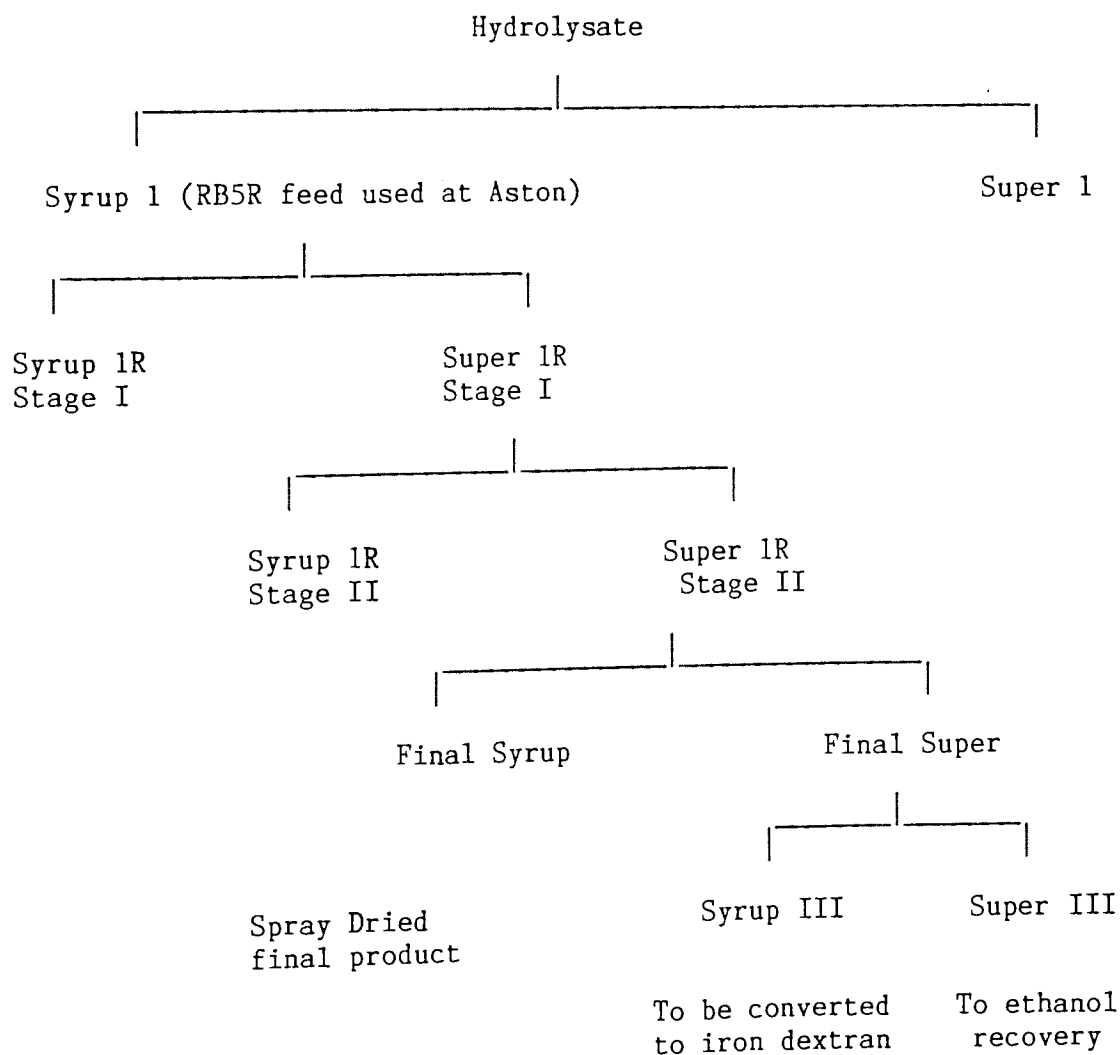 Hydrolysate
Syrup 1 (RB5R feed used at Aston)
Super 1
Syrup 1R
Stage I
Super 1R
Stage I
Syrup 1R
Stage II
Super 1R
Stage II
Final Syrup
Final Super
Spray Dried
final product
Syrup III
Super III
To be converted
to iron dextran
To ethanol
recovery